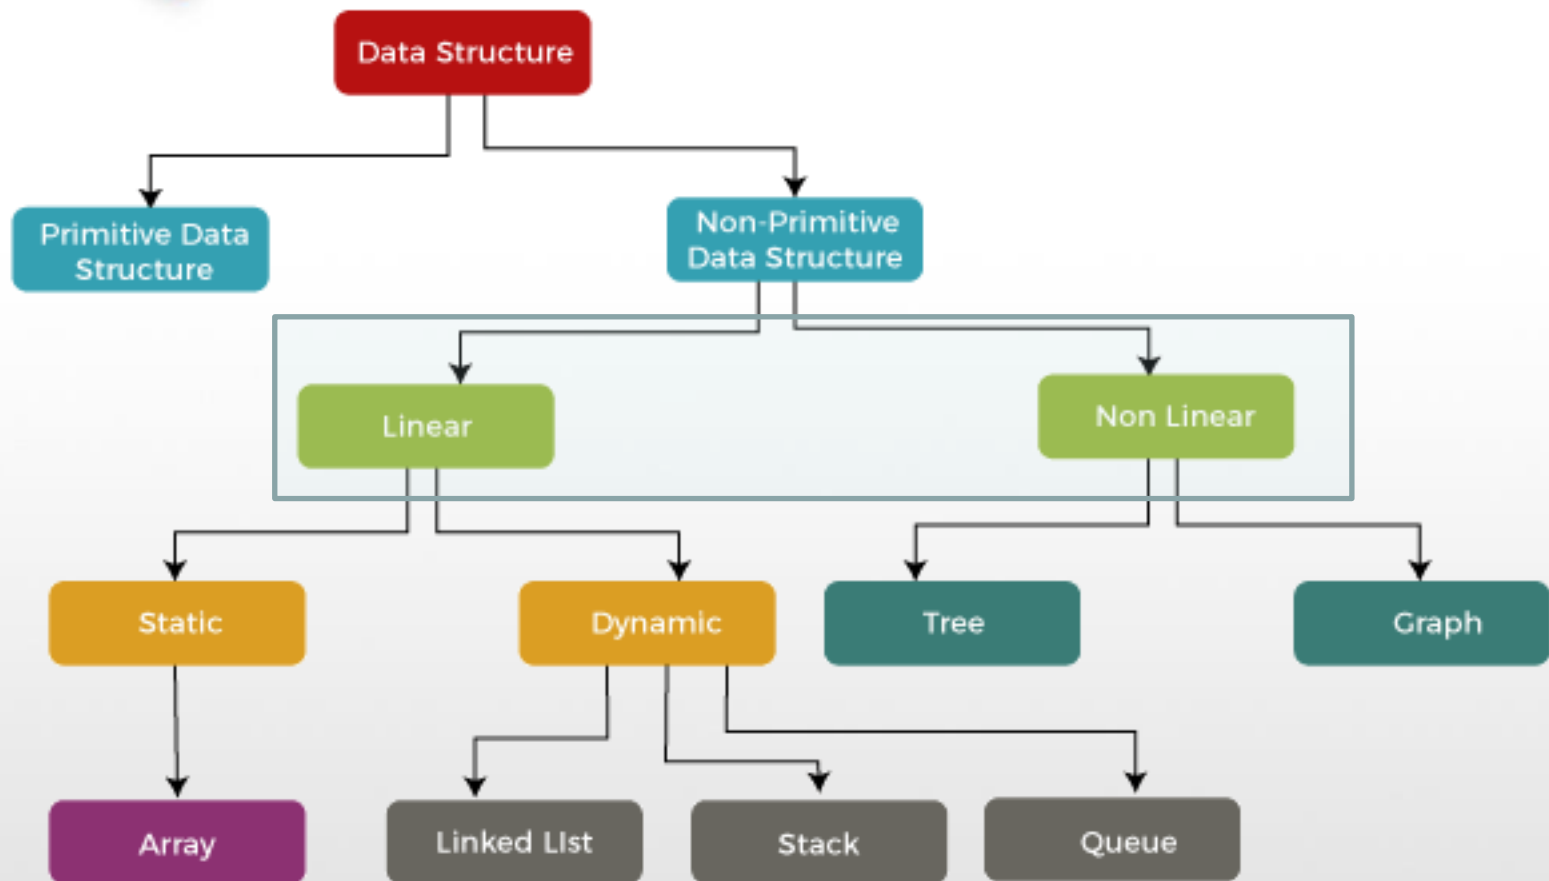 Data Structure
Primitive Data
Structure
Non-Primitive
Data Structure
Linear
Non Linear
Static
Dynamic
Tree
Graph
Array
Linked LIst
Stack
Queue